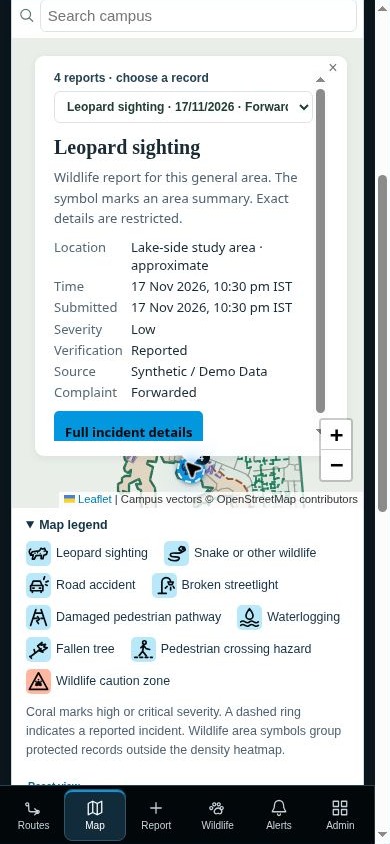 Search campus
×
4 reports · choose a record
Leopard sighting · 17/11/2026 · Forwar
Leopard sighting
Wildlife report for this general area. The
symbol marks an area summary. Exact
details are restricted.
Location Lake-side study area ·
approximate
Time 17 Nov 2026, 10:30 pm IST
Submitted 17 Nov 2026, 10:30 pm IST
Severity Low
Verification Reported
Source Synthetic / Demo Data
Complaint Forwarded
Full incident details
+
−
Leaflet | Campus vectors © OpenStreetMap contributors
▼ Map legend
Leopard sighting Snake or other wildlife
Road accident Broken streetlight
Damaged pedestrian pathway Waterlogging
Fallen tree Pedestrian crossing hazard
Wildlife caution zone
Coral marks high or critical severity. A dashed ring
indicates a reported incident. Wildlife area symbols group
protected records outside the density heatmap.
Routes Map Report Wildlife Alerts Admin